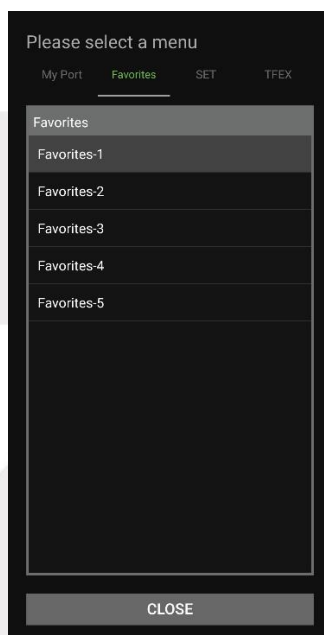 Please select a menu
My Port Favorites SET TFEX
Favorites
Favorites-1
Favorites-2
Favorites-3
Favorites-4
Favorites-5
CLOSE